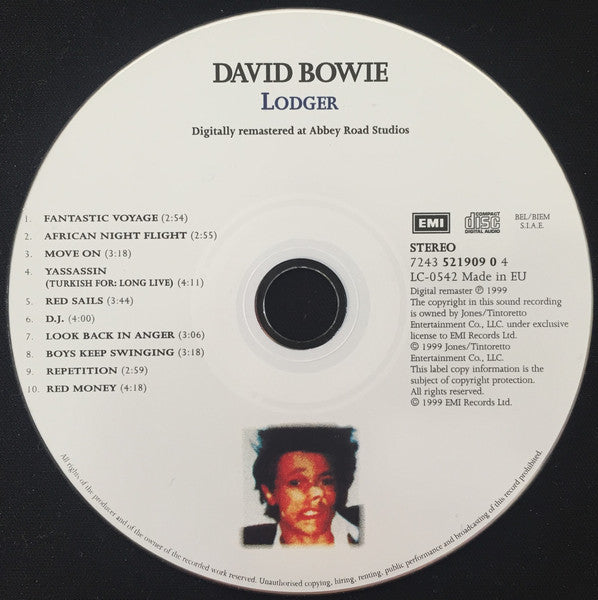 DAVID BOWIE
LODGER
Digitally remastered at Abbey Road Studios
1. FANTASTIC VOYAGE (2:54)
2. AFRICAN NIGHT FLIGHT (2:55)
3. MOVE ON (3:18)
4. YASSASSIN
(TURKISH FOR: LONG LIVE) (4:11)
5. RED SAILS (3:44)
6. D.J. (4:00)
7. LOOK BACK IN ANGER (3:06)
8. BOYS KEEP SWINGING (3:18)
9. REPETITION (2:59)
10. RED MONEY (4:18)
EMI
COMPACT
disc
DIGITAL AUDIO
BEL/BIEM
S.I.A.E.
STEREO
7243 521909 0 4
LC-0542 Made in EU
Digital remaster ℗ 1999
The copyright in this sound recording
is owned by Jones/Tintoretto
Entertainment Co., LLC. under exclusive
license to EMI Records Ltd.
© 1999 Jones/Tintoretto
Entertainment Co., LLC.
This label copy information is the
subject of copyright protection.
All rights reserved.
© 1999 EMI Records Ltd.
All rights of the producer and of the owner of the recorded work reserved. Unauthorised copying, hiring, renting, public performance and broadcasting of this record prohibited.